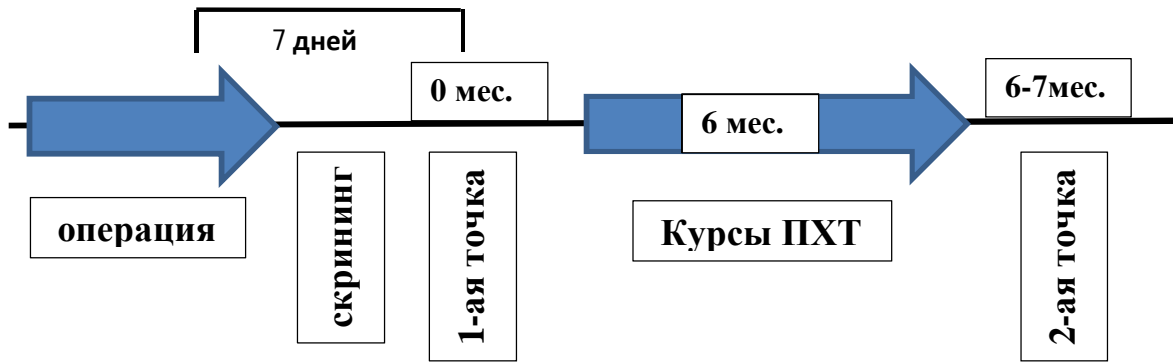 7 дней
0 мес.
6-7мес.
6 мес.
операция
скрининг
1-ая точка
Курсы ПХТ
2-ая точка